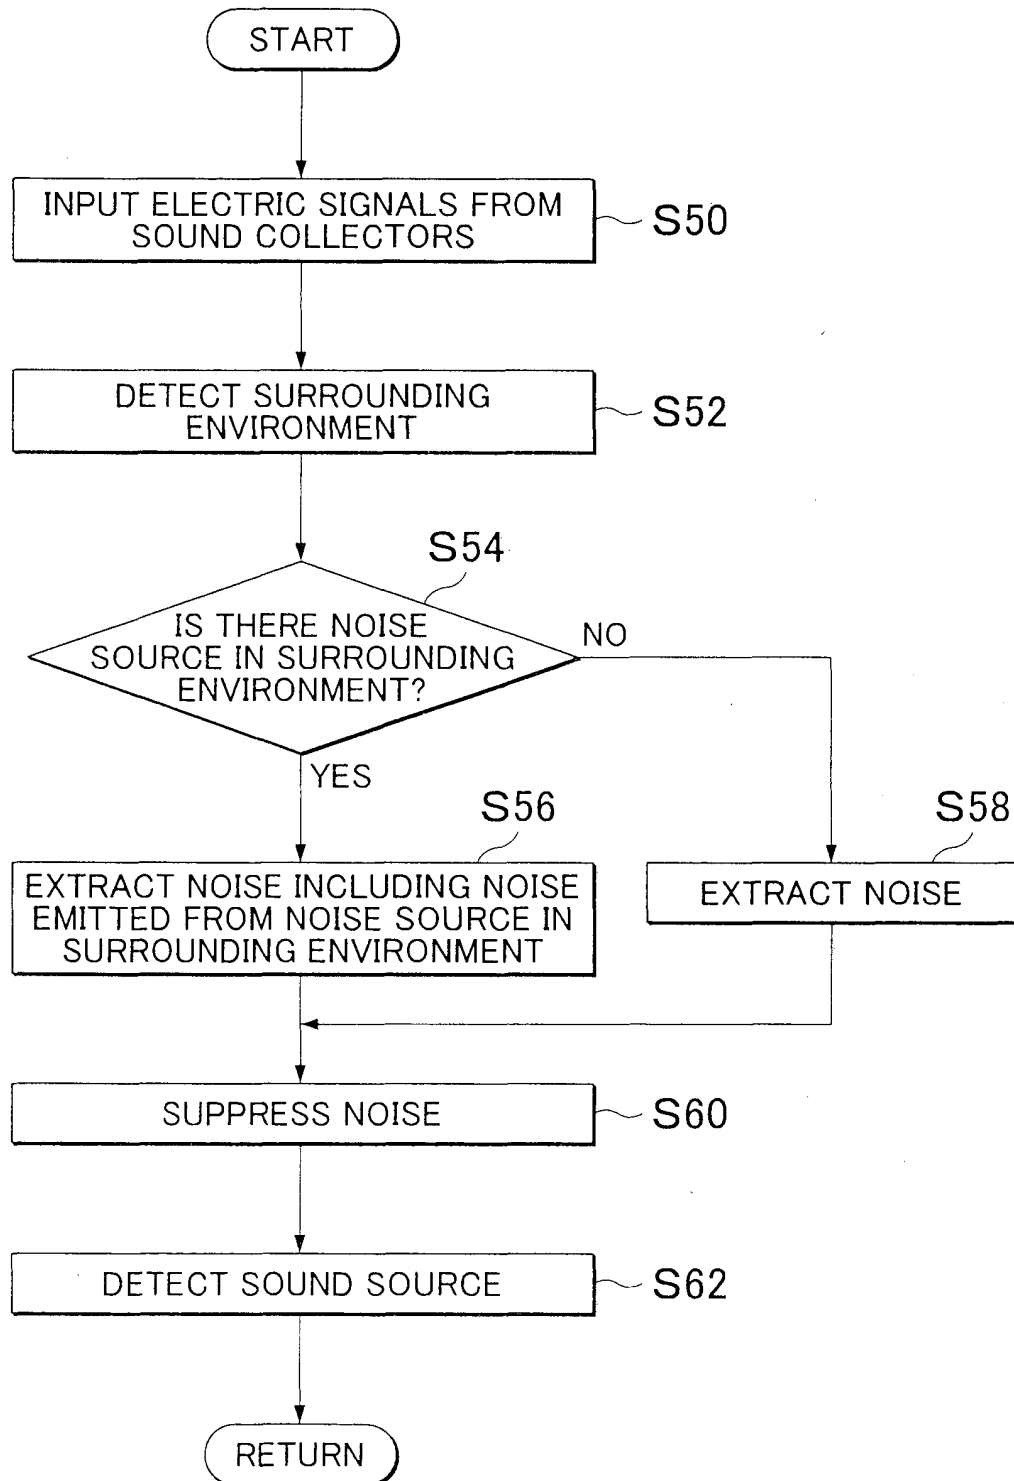 START
INPUT ELECTRIC SIGNALS FROM
SOUND COLLECTORS
S50
DETECT SURROUNDING
ENVIRONMENT
S52
S54
IS THERE NOISE
SOURCE IN SURROUNDING
ENVIRONMENT?
NO
YES
S56
EXTRACT NOISE INCLUDING NOISE
EMITTED FROM NOISE SOURCE IN
SURROUNDING ENVIRONMENT
S58
EXTRACT NOISE
SUPPRESS NOISE
S60
DETECT SOUND SOURCE
S62
RETURN